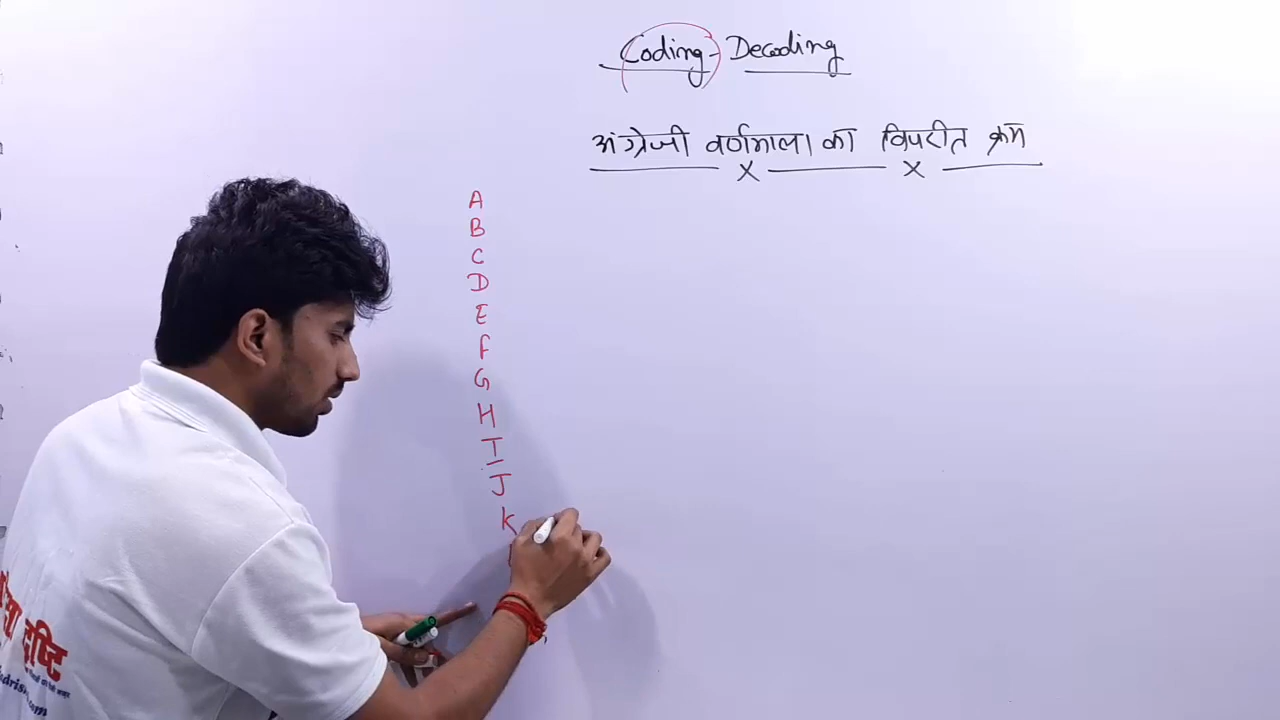 Coding - Decoding
अंग्रेजी वर्णमाला का विपरीत क्रम
A
B
C
D
E
F
G
H
I
J
K
दृष्टि